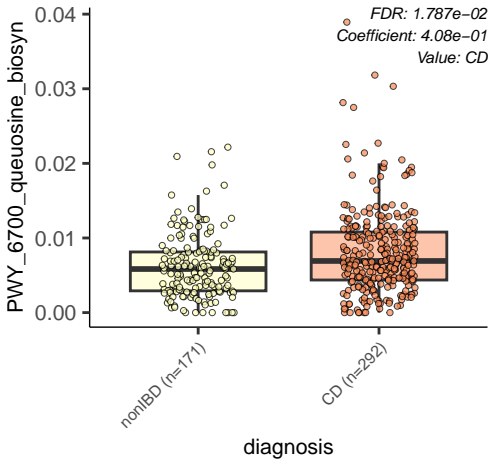 FDR: 1.787e−02
Coefficient: 4.08e−01
Value: CD
PWY_6700_queuosine_biosyn
0.04
0.03
0.02
0.01
0.00
nonIBD (n=171)
CD (n=292)
diagnosis